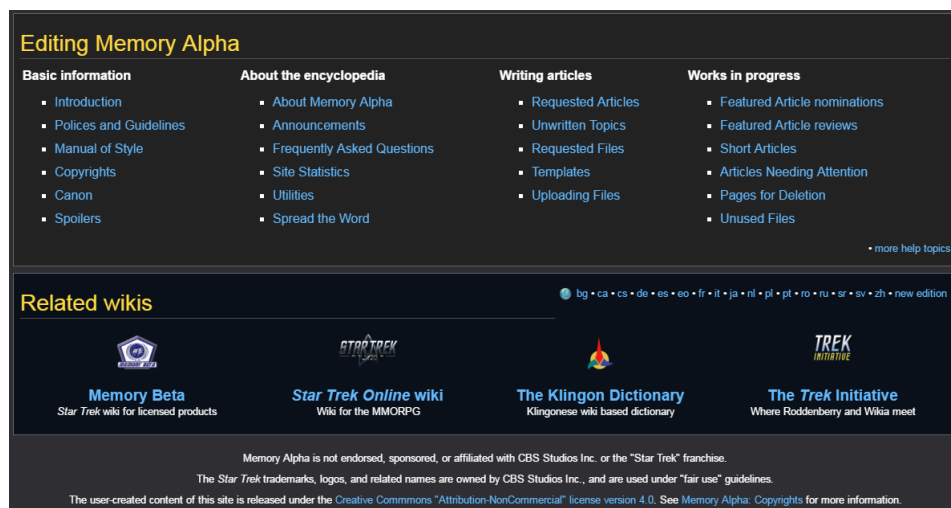 Editing Memory Alpha
Basic information
Introduction
Polices and Guidelines
Manual of Style
Copyrights
Canon
Spoilers
About the encyclopedia
About Memory Alpha
Announcements
Frequently Asked Questions
Site Statistics
Utilities
Spread the Word
Writing articles
Requested Articles
Unwritten Topics
Requested Files
Templates
Uploading Files
Works in progress
Featured Article nominations
Featured Article reviews
Short Articles
Articles Needing Attention
Pages for Deletion
Unused Files
• more help topics
Related wikis
bg • ca • cs • de • es • eo • fr • it • ja • nl • pl • pt • ro • ru • sr • sv • zh • new edition
Memory Beta
Star Trek wiki for licensed products
STAR TREK
Star Trek Online wiki
Wiki for the MMORPG
The Klingon Dictionary
Klingonese wiki based dictionary
TREK
INITIATIVE
The Trek Initiative
Where Roddenberry and Wikia meet
Memory Alpha is not endorsed, sponsored, or affiliated with CBS Studios Inc. or the "Star Trek" franchise.
The Star Trek trademarks, logos, and related names are owned by CBS Studios Inc., and are used under "fair use" guidelines.
The user-created content of this site is released under the Creative Commmons "Attribution-NonCommercial" license version 4.0. See Memory Alpha: Copyrights for more information.